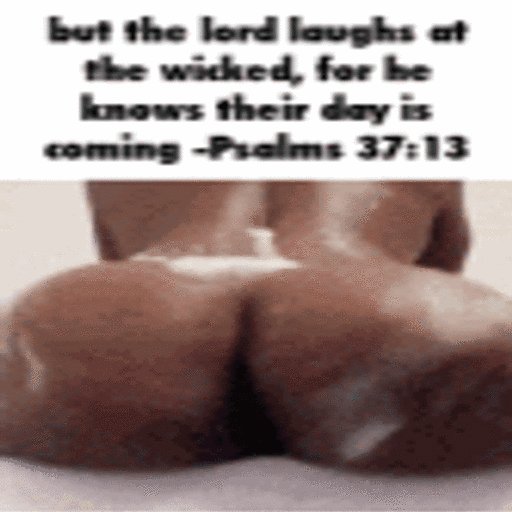 but the lord laughs at
the wicked, for he
knows their day is
coming -Psalms 37:13